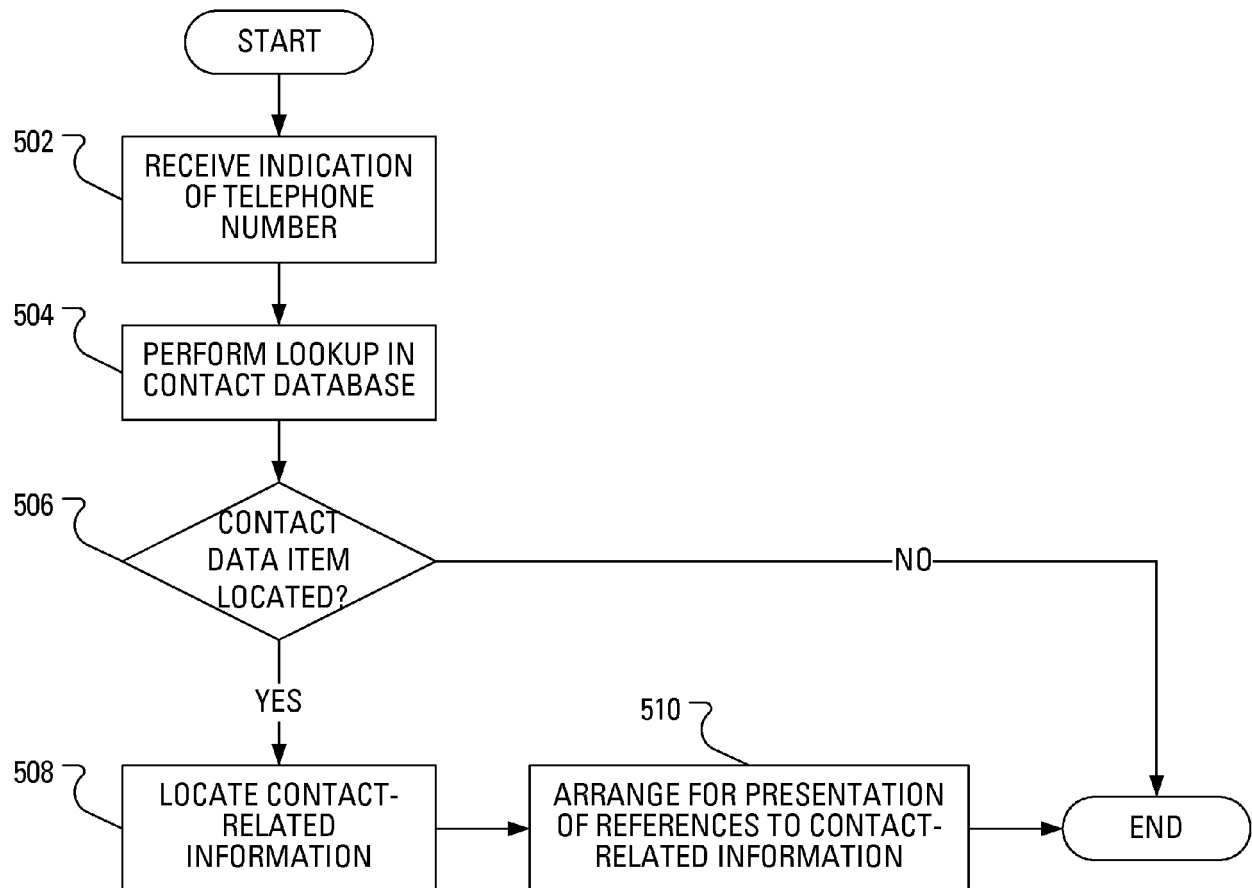 START
502
RECEIVE INDICATION
OF TELEPHONE
NUMBER
504
PERFORM LOOKUP IN
CONTACT DATABASE
506
CONTACT
DATA ITEM
LOCATED?
NO
YES
508
LOCATE CONTACT-
RELATED
INFORMATION
510
ARRANGE FOR PRESENTATION
OF REFERENCES TO CONTACT-
RELATED INFORMATION
END